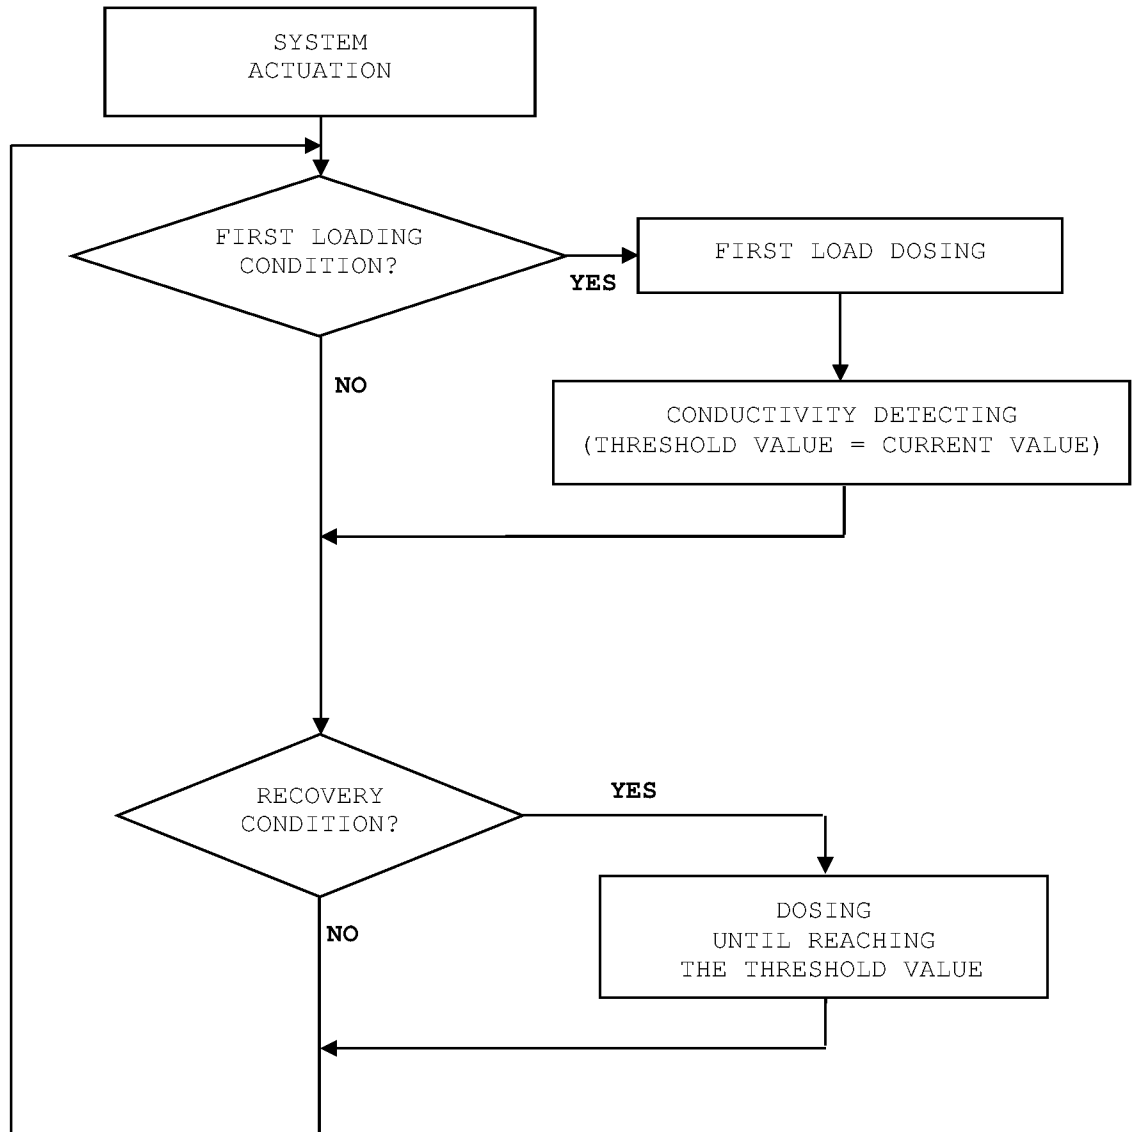 SYSTEM
ACTUATION
FIRST LOADING
CONDITION?
YES
FIRST LOAD DOSING
NO
CONDUCTIVITY DETECTING
(THRESHOLD VALUE = CURRENT VALUE)
RECOVERY
CONDITION?
YES
NO
DOSING
UNTIL REACHING
THE THRESHOLD VALUE